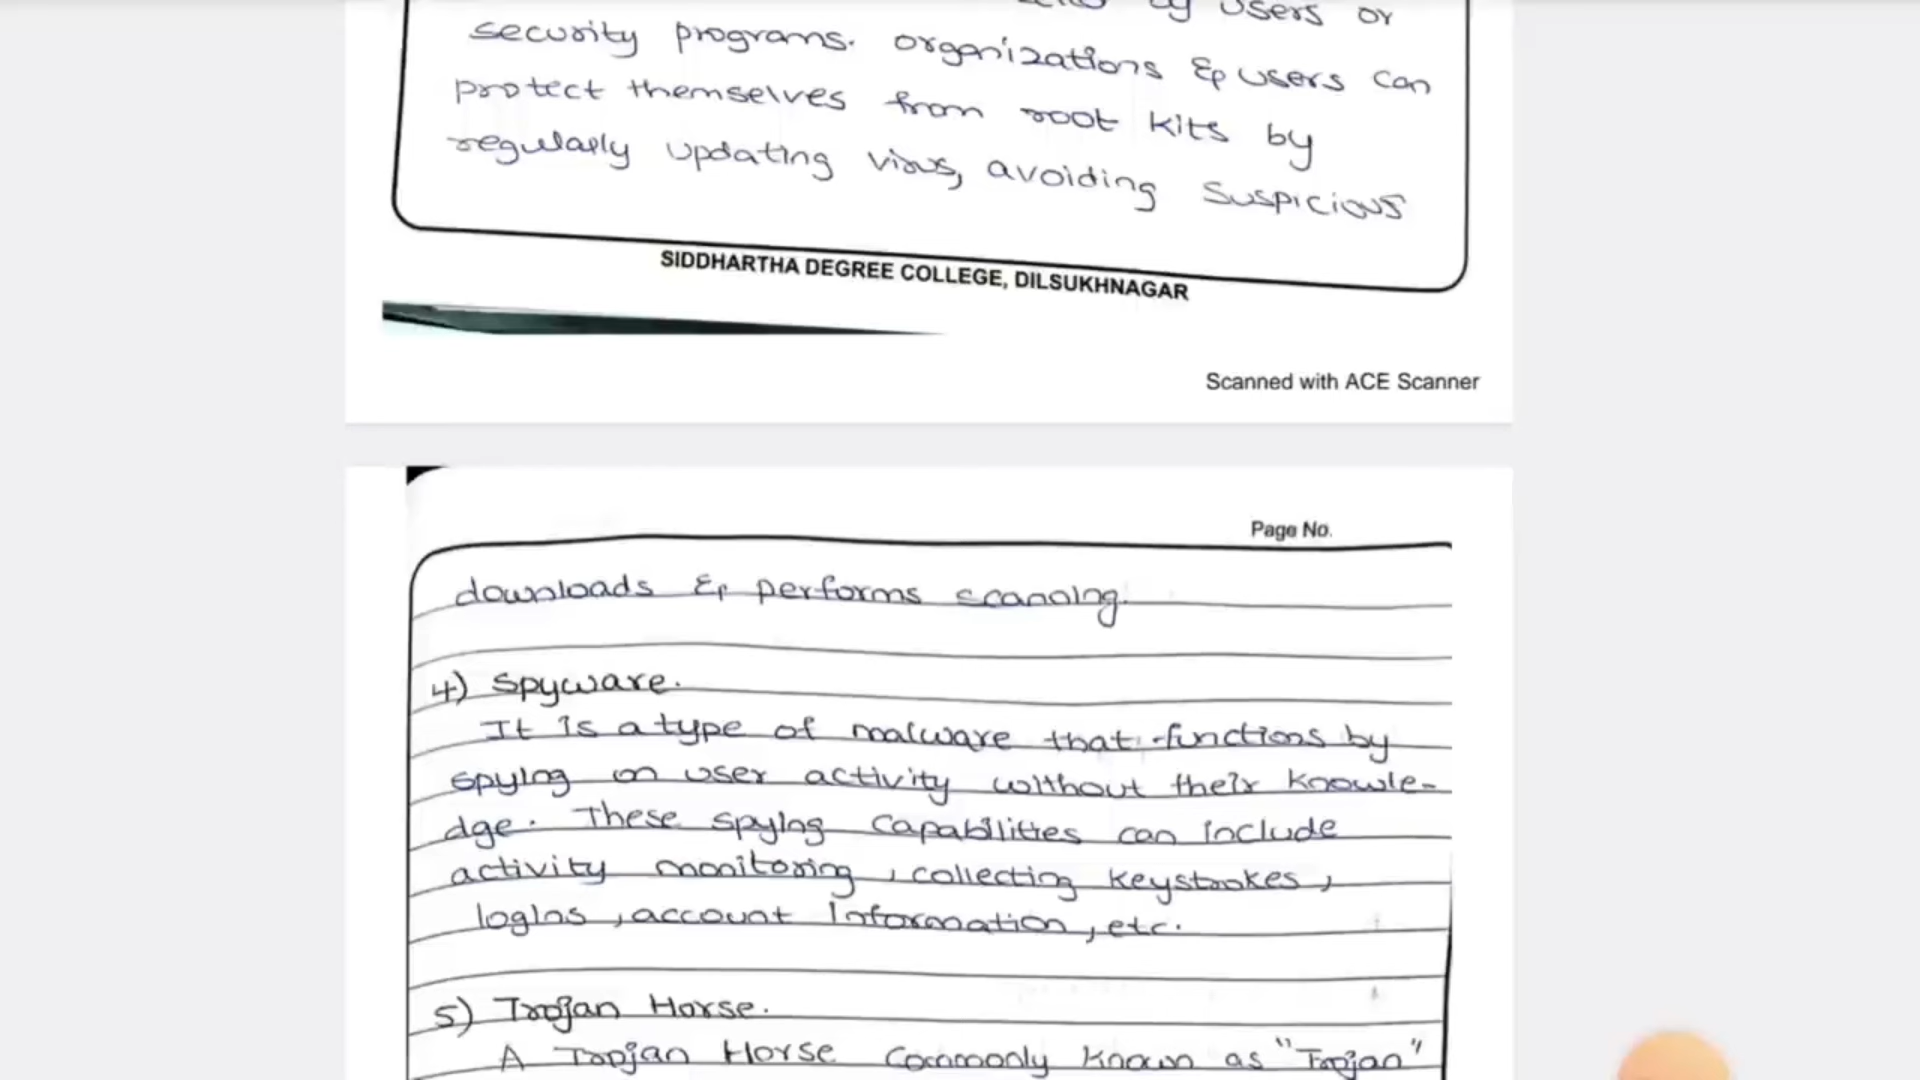 by users or
security programs. organizations & users can
protect themselves from root kits by
regularly updating virus, avoiding suspicious
SIDDHARTHA DEGREE COLLEGE, DILSUKHNAGAR
Scanned with ACE Scanner
Page No.
downloads & performs scanning.
4) Spyware.
It is a type of malware that functions by
spying on user activity without their knowle-
dge. These spying capabilities can include
activity monitoring, collecting keystrokes,
logins, account Information, etc.
5) Trojan Horse.
A Trojan Horse commonly known as "Trojan"